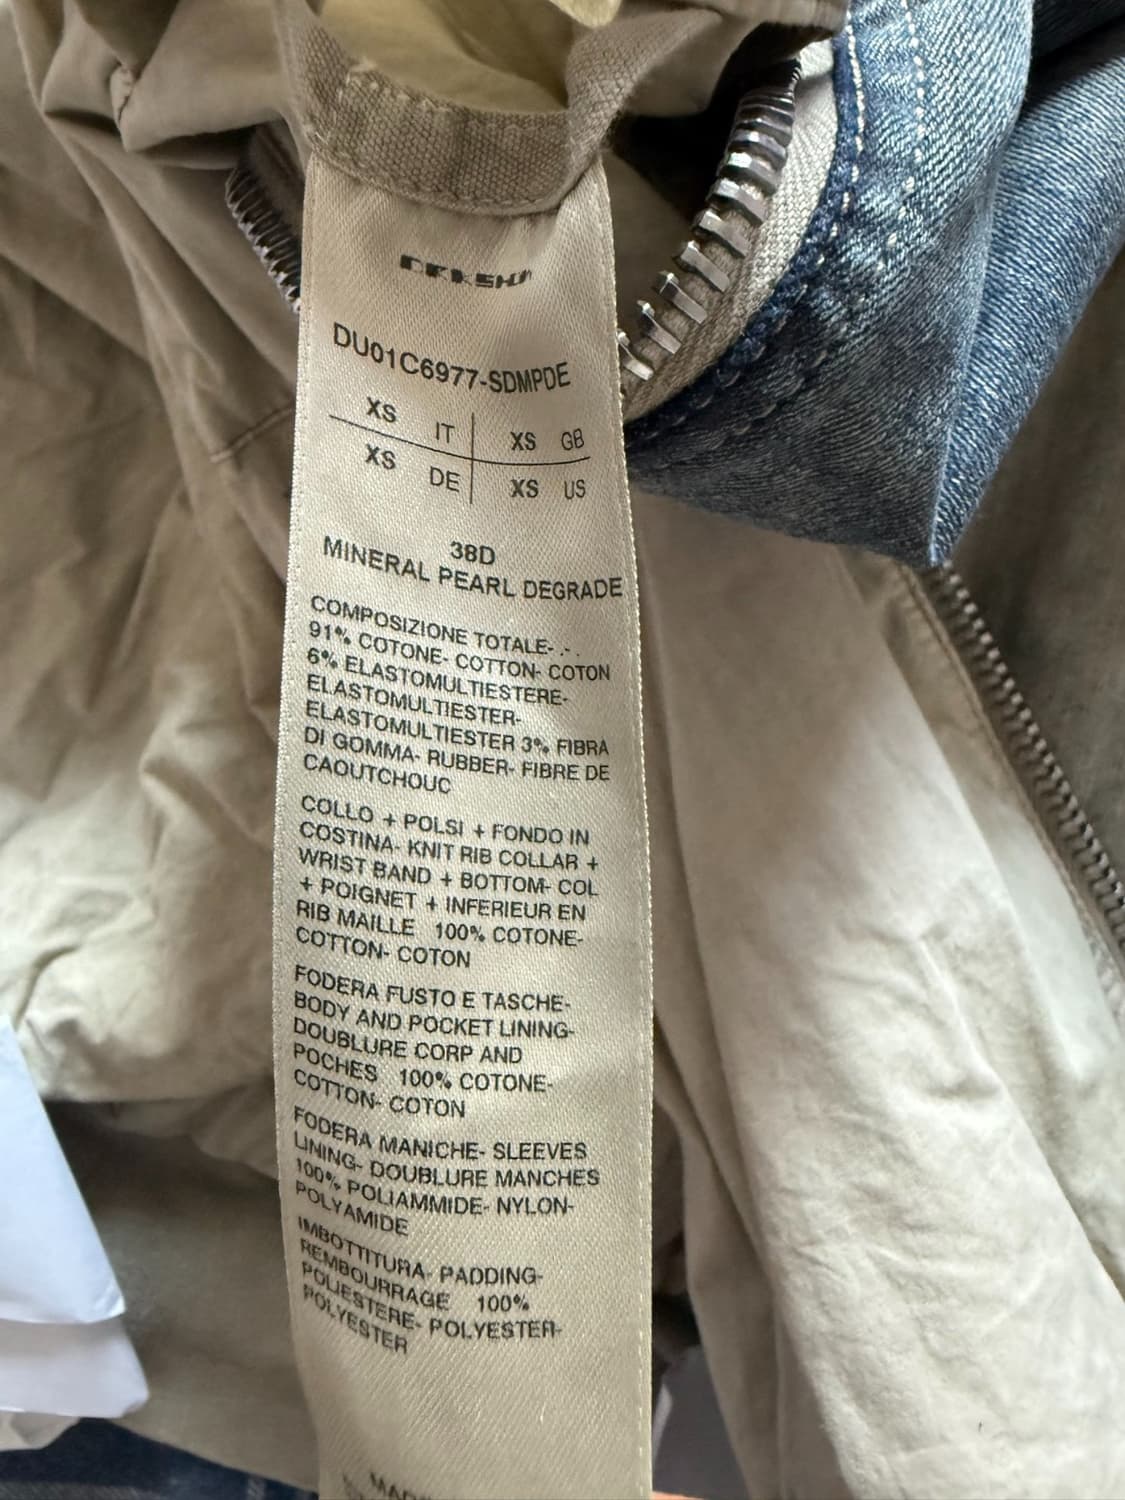 DRKSHDW
DU01C6977-SDMPDE
XS IT XS GB
XS DE XS US
38D
MINERAL PEARL DEGRADE
COMPOSIZIONE TOTALE- .- .
91% COTONE- COTTON- COTON
6% ELASTOMULTIESTERE-
ELASTOMULTIESTER-
ELASTOMULTIESTER 3% FIBRA
DI GOMMA- RUBBER- FIBRE DE
CAOUTCHOUC
COLLO + POLSI + FONDO IN
COSTINA- KNIT RIB COLLAR +
WRIST BAND + BOTTOM- COL
+ POIGNET + INFERIEUR EN
RIB MAILLE 100% COTONE-
COTTON- COTON
FODERA FUSTO E TASCHE-
BODY AND POCKET LINING-
DOUBLURE CORP AND
POCHES 100% COTONE-
COTTON- COTON
FODERA MANICHE- SLEEVES
LINING- DOUBLURE MANCHES
100% POLIAMMIDE- NYLON-
POLYAMIDE
IMBOTTITURA- PADDING-
REMBOURRAGE 100%
POLIESTERE- POLYESTER-
POLYESTER